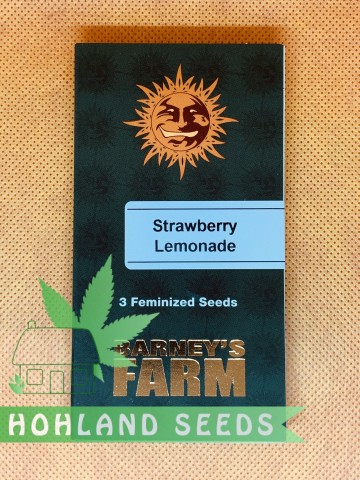 Strawberry
Lemonade
3 Feminized Seeds
BARNEY'S
FARM
HOHLAND SEEDS